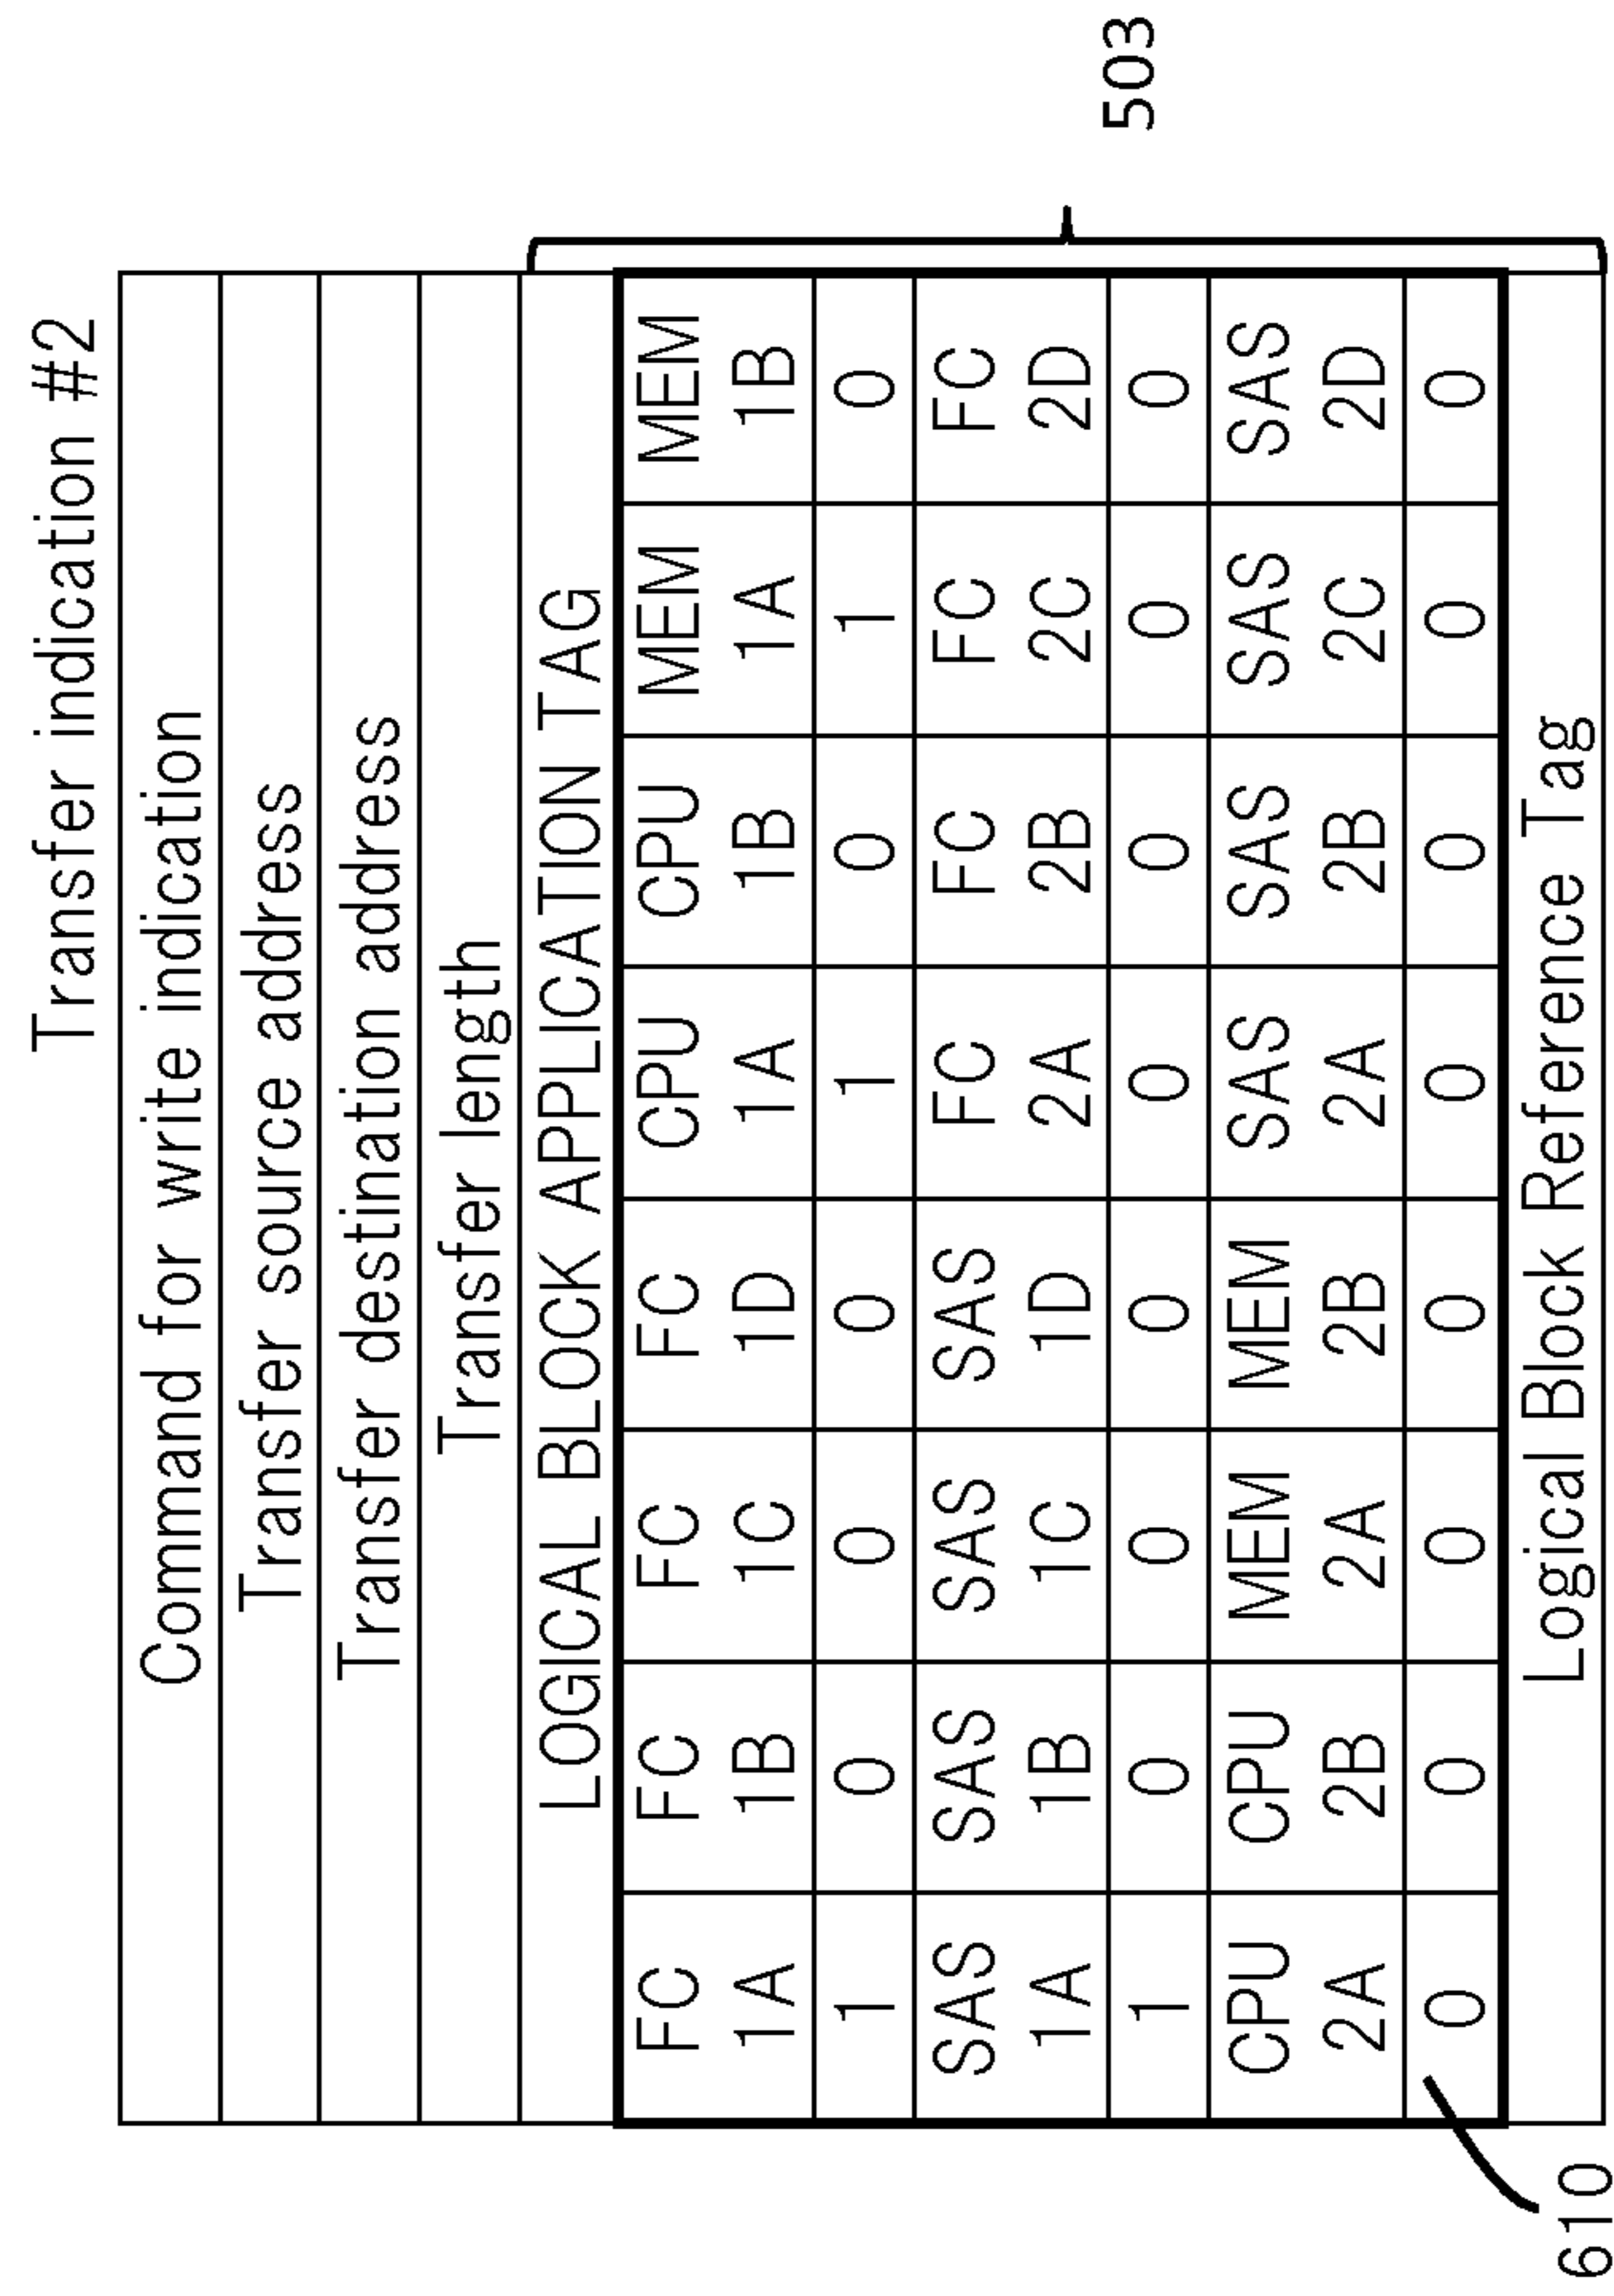 Transfer indication #2
Command for write indication
Transfer source address
Transfer destination address
Transfer length
LOGICAL BLOCK APPLICATION TAG
FC 1A FC 1B FC 1C FC 1D CPU 1A CPU 1B MEM 1A MEM 1B
1 0 0 0 1 0 1 0
SAS 1A SAS 1B SAS 1C SAS 1D FC 2A FC 2B FC 2C FC 2D
1 0 0 0 0 0 0 0
CPU 2A CPU 2B MEM 2A MEM 2B SAS 2A SAS 2B SAS 2C SAS 2D
0 0 0 0 0 0 0 0
Logical Block Reference Tag
503
610